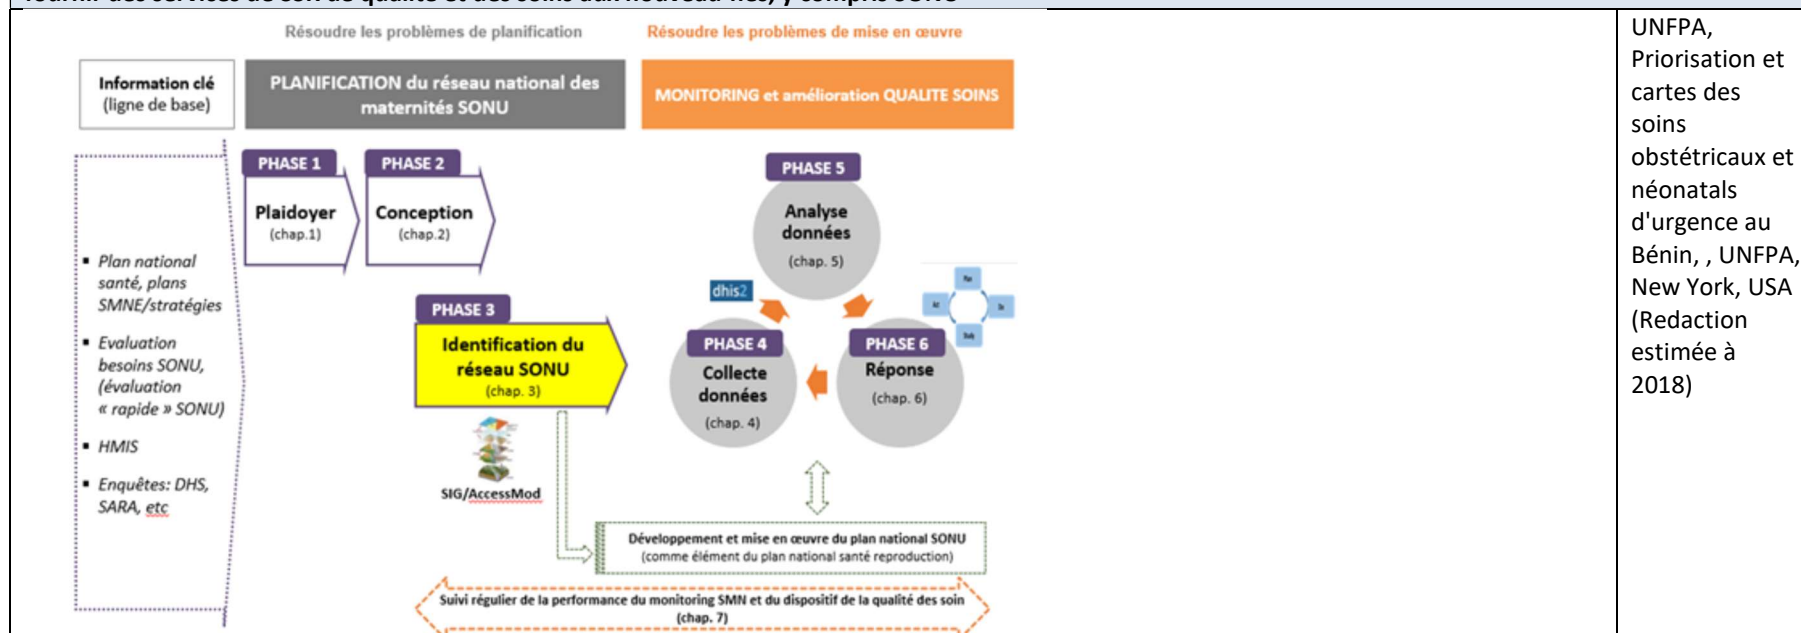 Résoudre les problèmes de planification
Résoudre les problèmes de mise en œuvre
Information clé
(ligne de base)
PLANIFICATION du réseau national des
maternités SONU
MONITORING et amélioration QUALITE SOINS
▪ Plan national
santé, plans
SMNE/stratégies
▪ Evaluation
besoins SONU,
(évaluation
« rapide » SONU)
▪ HMIS
▪ Enquêtes: DHS,
SARA, etc
PHASE 1
Plaidoyer
(chap.1)
PHASE 2
Conception
(chap.2)
PHASE 3
Identification du
réseau SONU
(chap. 3)
SIG/AccessMod
PHASE 5
Analyse
données
(chap. 5)
dhis2
PHASE 4
Collecte
données
(chap. 4)
PHASE 6
Réponse
(chap. 6)
Développement et mise en œuvre du plan national SONU
(comme élément du plan national santé reproduction)
Suivi régulier de la performance du monitoring SMN et du dispositif de la qualité des soin
(chap. 7)
UNFPA,
Priorisation et
cartes des
soins
obstétricaux et
néonatals
d'urgence au
Bénin, , UNFPA,
New York, USA
(Redaction
estimée à
2018)